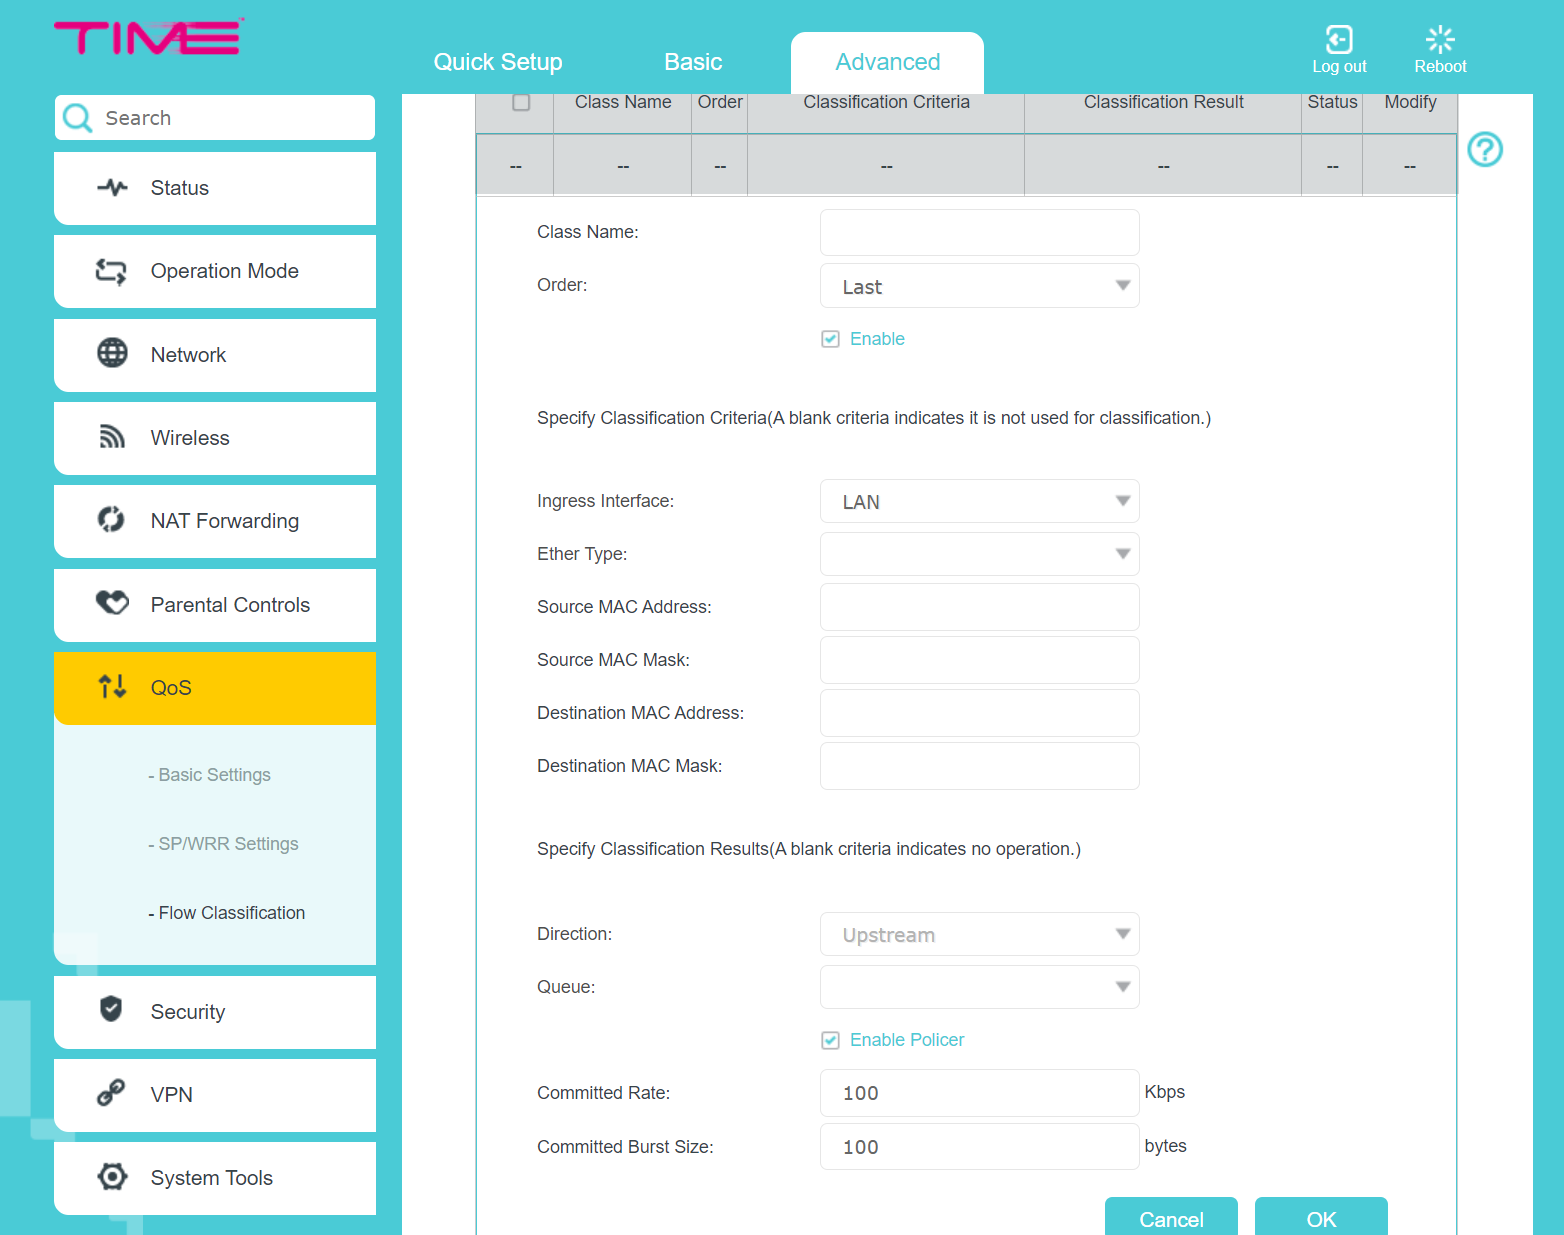 TIME
Quick Setup
Basic
Advanced
Log out
Reboot
Search
Status
Operation Mode
Network
Wireless
NAT Forwarding
Parental Controls
QoS
- Basic Settings
- SP/WRR Settings
- Flow Classification
Security
VPN
System Tools
Class Name Order Classification Criteria Classification Result Status Modify
-- -- -- -- -- -- --
?
Class Name:
Order: Last
Enable
Specify Classification Criteria(A blank criteria indicates it is not used for classification.)
Ingress Interface: LAN
Ether Type:
Source MAC Address:
Source MAC Mask:
Destination MAC Address:
Destination MAC Mask:
Specify Classification Results(A blank criteria indicates no operation.)
Direction: Upstream
Queue:
Enable Policer
Committed Rate: 100 Kbps
Committed Burst Size: 100 bytes
Cancel OK